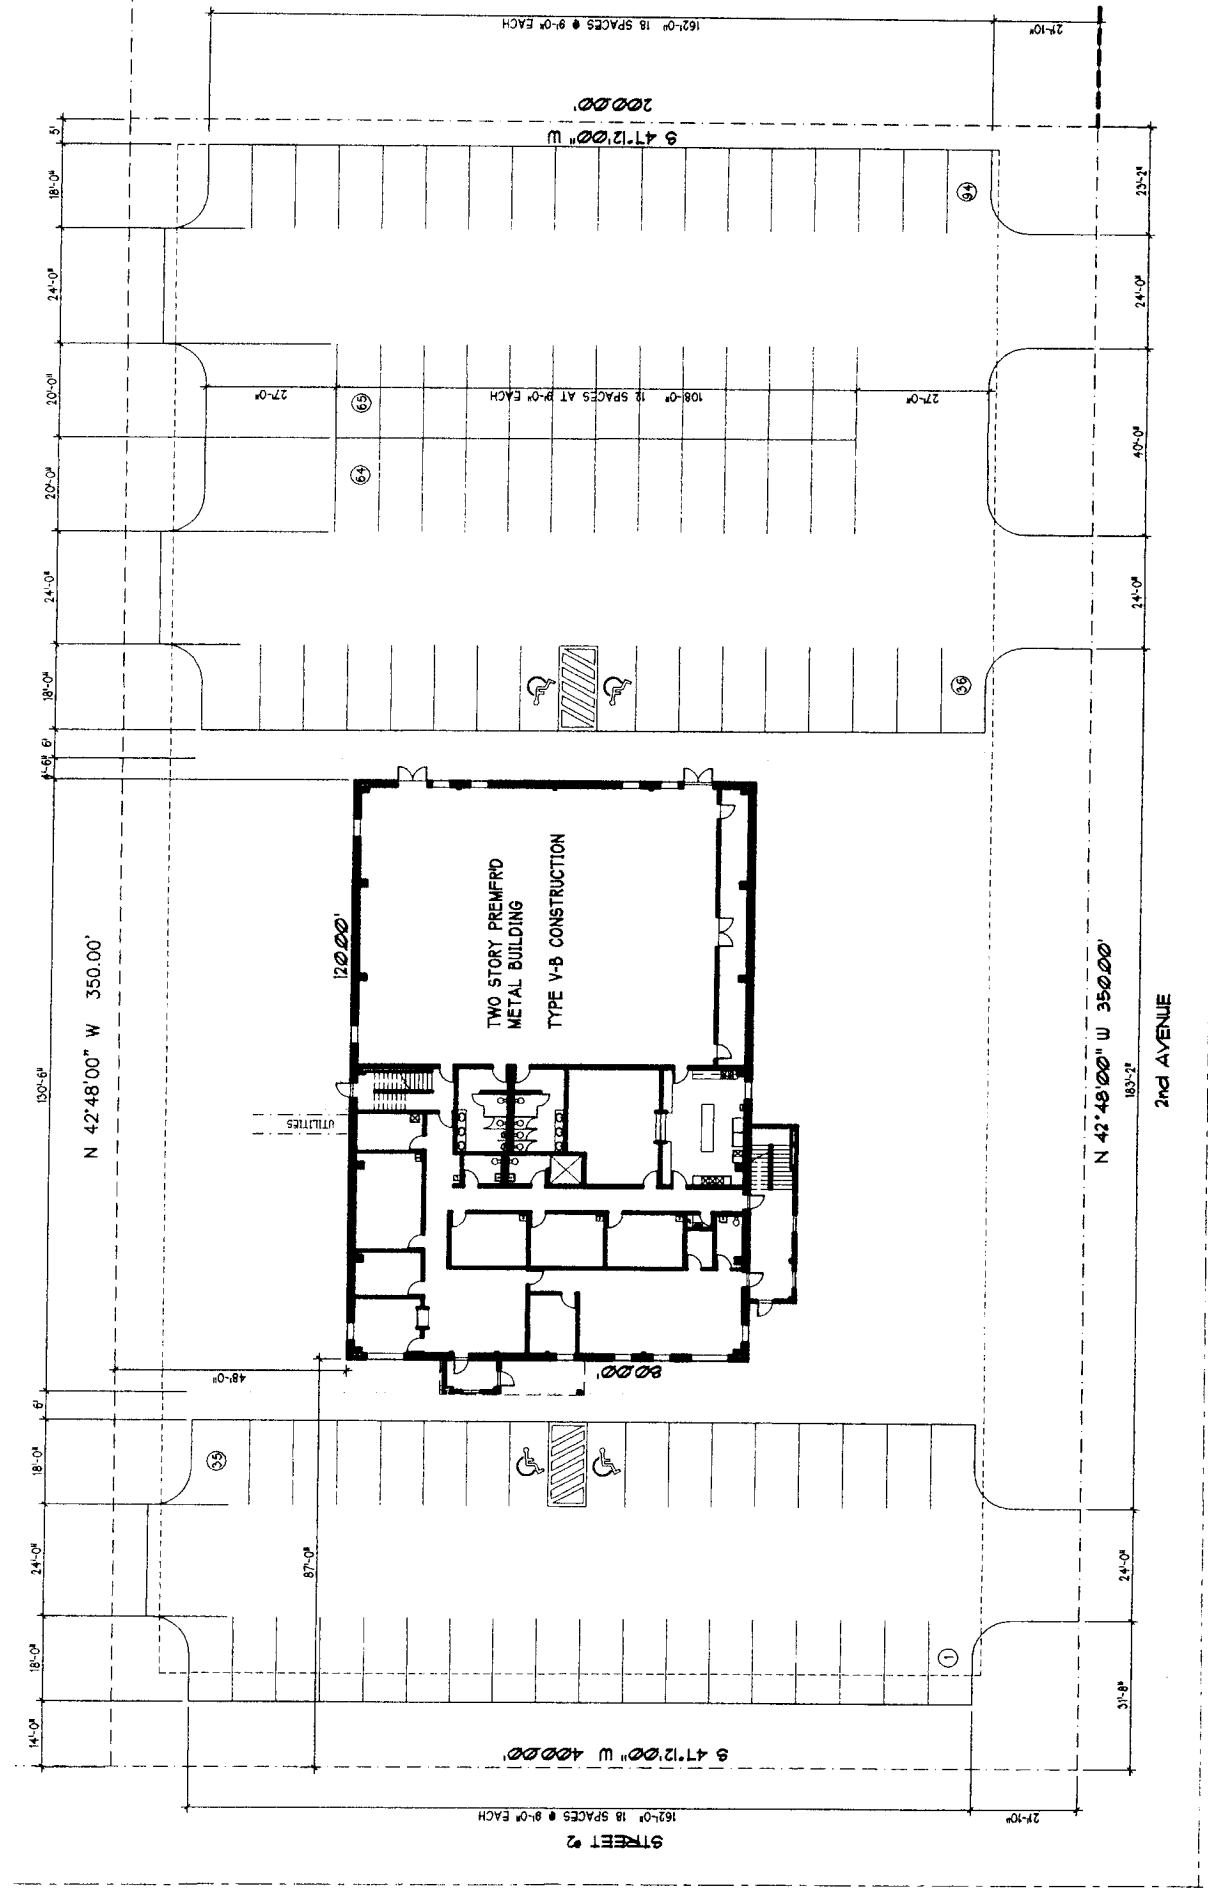 162'-0" 18 SPACES @ 9'-0" EACH
21'-10"
200.00'
S 47°12'00" W
5'
18'-0"
24'-0"
20'-0"
20'-0"
24'-0"
18'-0"
6'
4'-6"
130'-6"
6'
18'-0"
24'-0"
18'-0"
14'-0"
94
23'-2"
24'-0"
40'-0"
24'-0"
183'-2"
24'-0"
31'-8"
27'-0"
108'-0" 12 SPACES AT 9'-0" EACH
27'-0"
65
64
36
N 42°48'00" W 350.00'
120.00'
TWO STORY PREMFR'D
METAL BUILDING
TYPE V-B CONSTRUCTION
UTILITIES
N 42°48'00" W 350.00'
2nd AVENUE
48'-0"
80.00'
35
87'-0"
1
S 47°12'00" W 400.00'
162'-0" 18 SPACES @ 9'-0" EACH
21'-10"
STREET #2